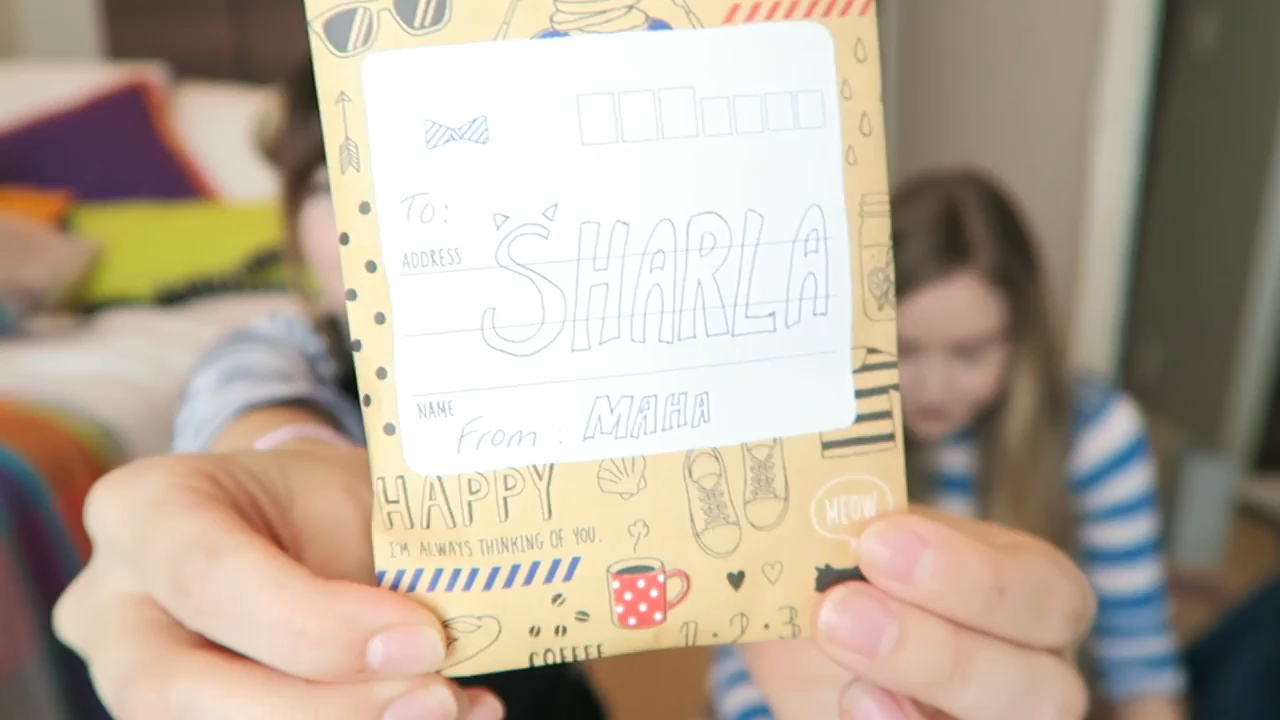 To:
ADDRESS
SHARLA
NAME
From: MAHA
HAPPY
I'M ALWAYS THINKING OF YOU.
MEOW
1·2·3
COFFEE